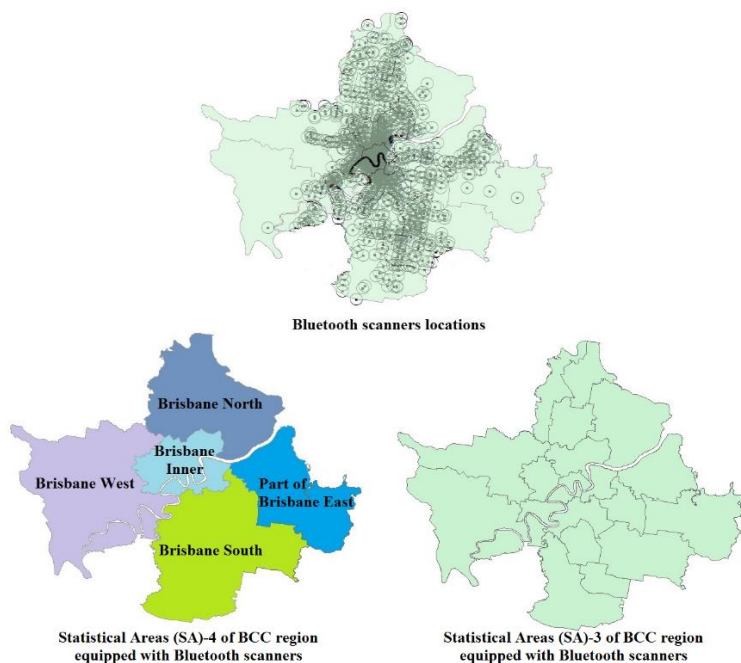 Bluetooth scanners locations
Brisbane North
Brisbane
Inner
Brisbane West
Part of
Brisbane East
Brisbane South
Statistical Areas (SA)-4 of BCC region
equipped with Bluetooth scanners
Statistical Areas (SA)-3 of BCC region
equipped with Bluetooth scanners